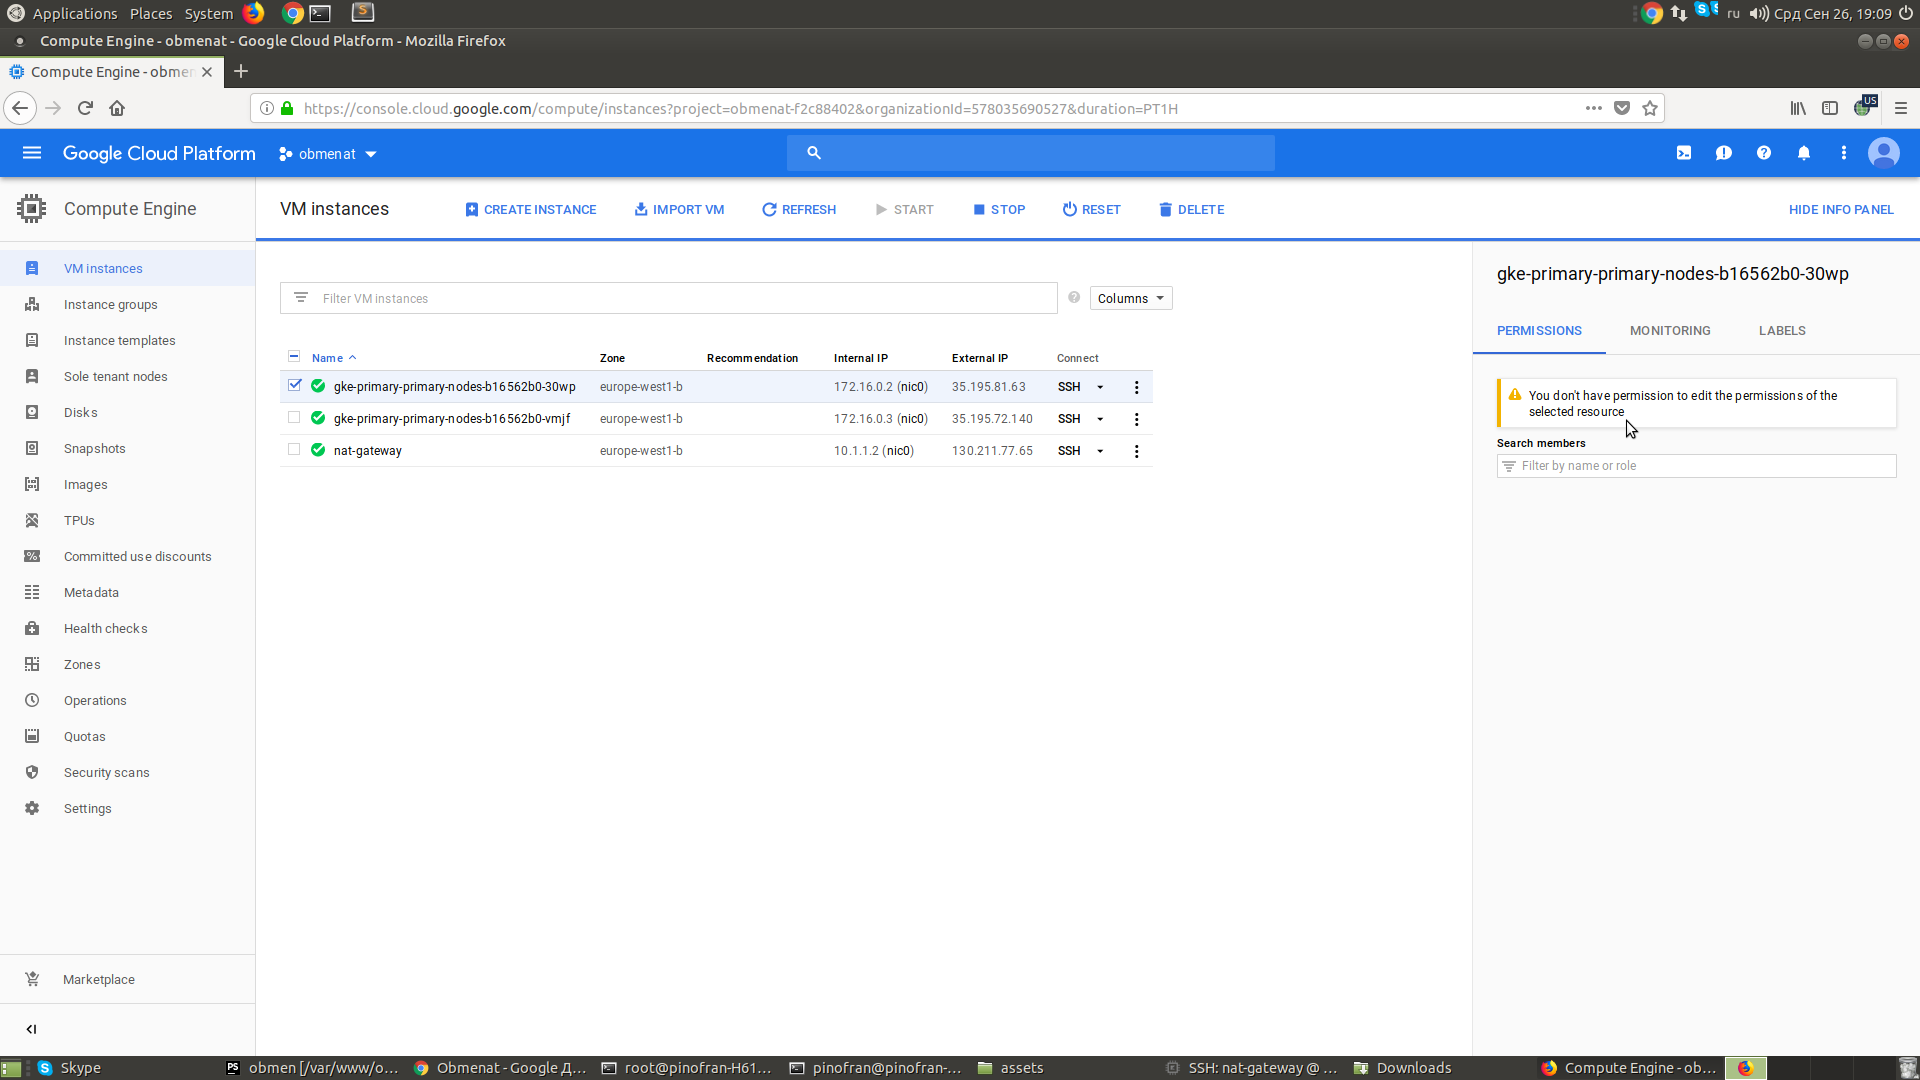 Applications Places System ru Срд Сен 26, 19:09
Compute Engine - obmenat - Google Cloud Platform - Mozilla Firefox
Compute Engine - obme
https://console.cloud.google.com/compute/instances?project=obmenat-f2c88402&organizationId=578035690527&duration=PT1H US
Google Cloud Platform obmenat
Compute Engine
VM instances CREATE INSTANCE IMPORT VM REFRESH START STOP RESET DELETE HIDE INFO PANEL
VM instances
Instance groups
Instance templates
Sole tenant nodes
Disks
Snapshots
Images
TPUs
Committed use discounts
Metadata
Health checks
Zones
Operations
Quotas
Security scans
Settings
Marketplace
Filter VM instances Columns
Name Zone Recommendation Internal IP External IP Connect
gke-primary-primary-nodes-b16562b0-30wp europe-west1-b 172.16.0.2 (nic0) 35.195.81.63 SSH
gke-primary-primary-nodes-b16562b0-vmjf europe-west1-b 172.16.0.3 (nic0) 35.195.72.140 SSH
nat-gateway europe-west1-b 10.1.1.2 (nic0) 130.211.77.65 SSH
gke-primary-primary-nodes-b16562b0-30wp
PERMISSIONS MONITORING LABELS
You don't have permission to edit the permissions of the
selected resource
Search members
Filter by name or role
Skype obmen [/var/www/o... Obmenat - Google Д... root@pinofran-H61... pinofran@pinofran-... assets SSH: nat-gateway @ ... Downloads Compute Engine - ob...